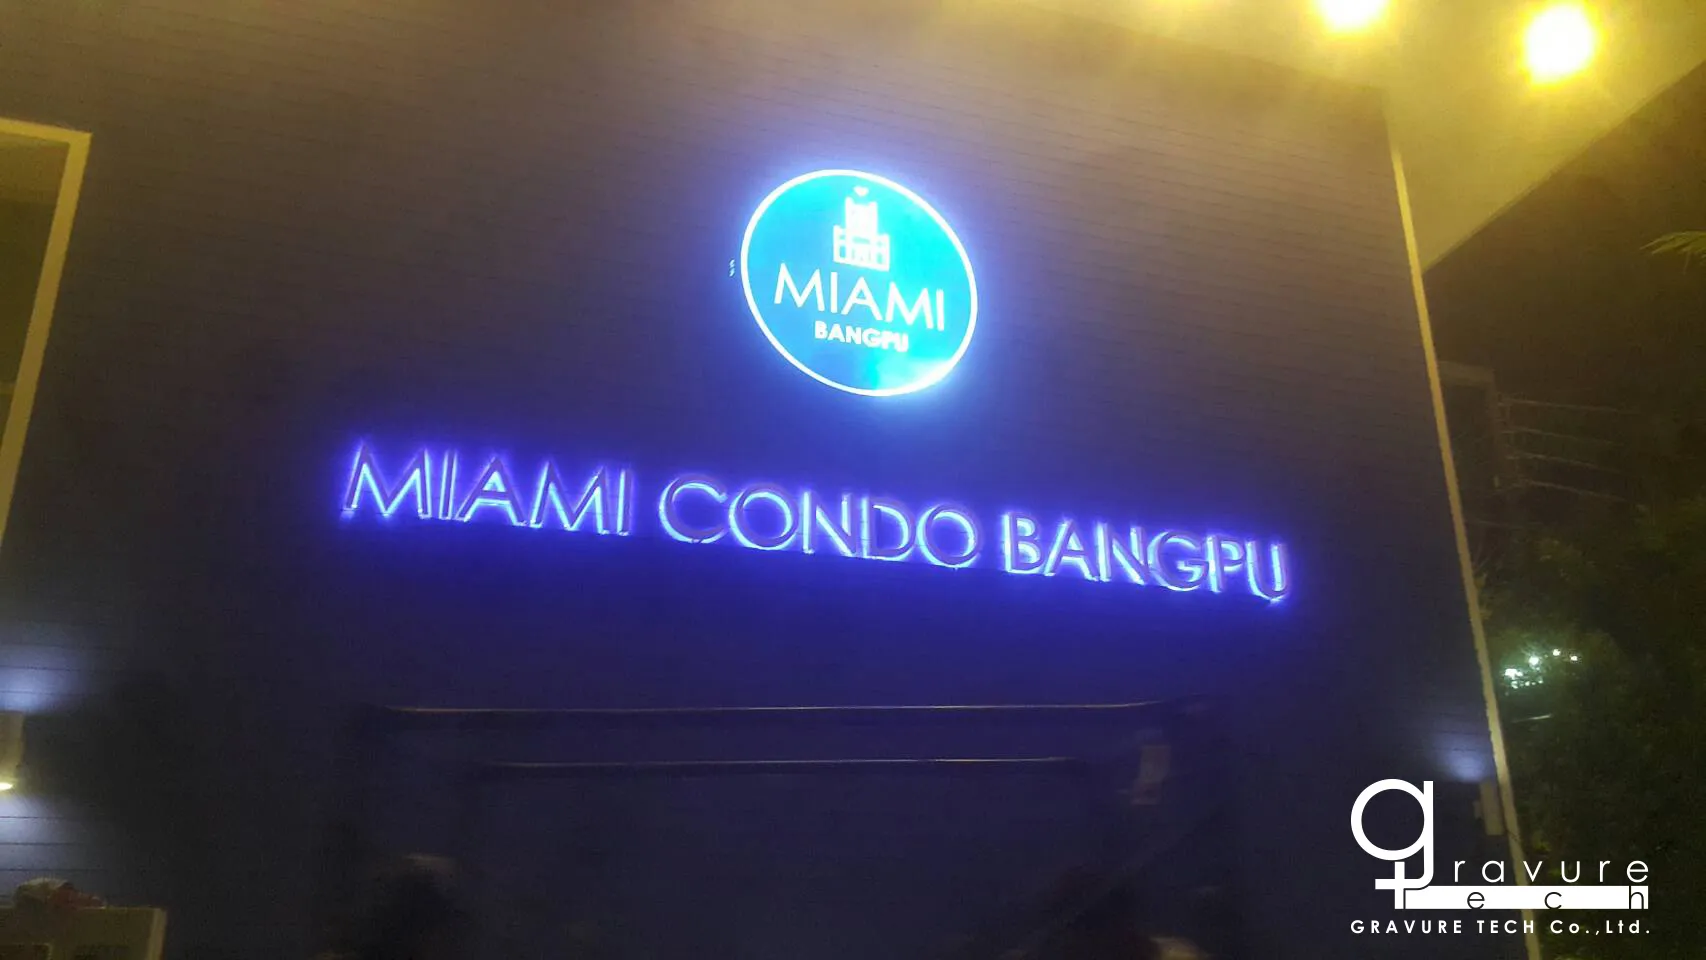 MIAMI
BANGPU
MIAMI CONDO BANGPU
gravure
tech
GRAVURE TECH Co.,Ltd.